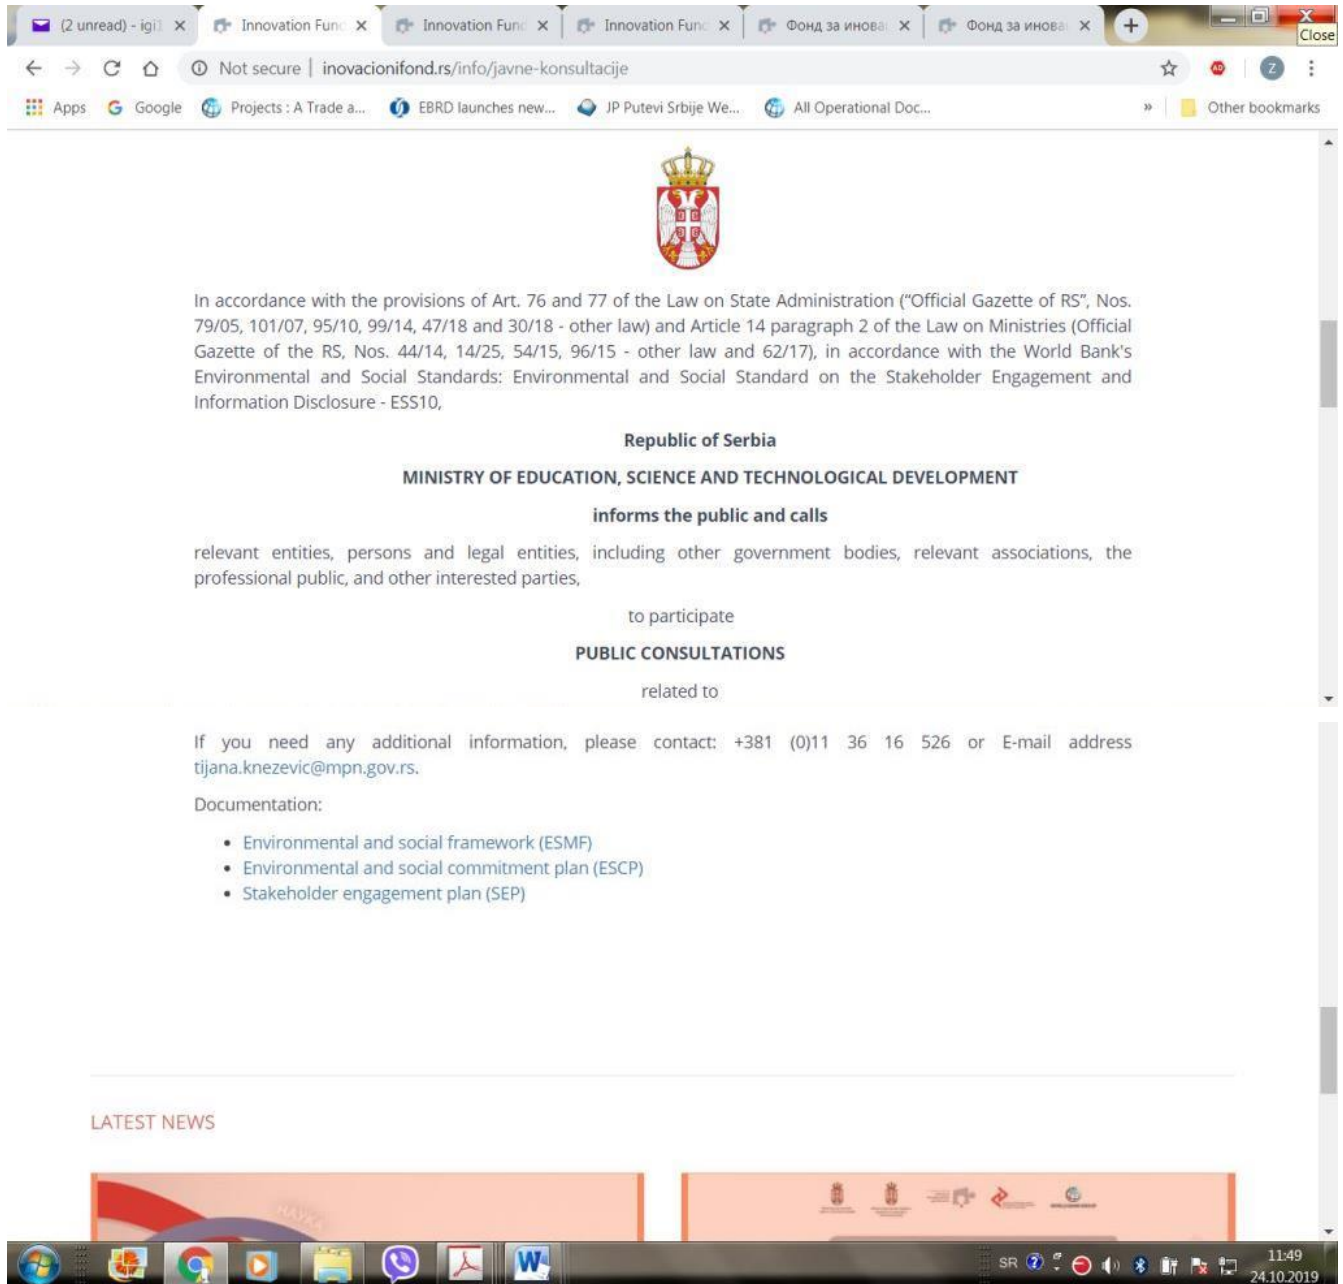 (2 unread) - igi1
Innovation Fun
Innovation Fun
Innovation Fun
Фонд за инова
Фонд за инова
Close
Not secure | inovacionifond.rs/info/javne-konsultacije
Z
Apps
Google
Projects : A Trade a...
EBRD launches new...
JP Putevi Srbije We...
All Operational Doc...
»
Other bookmarks
In accordance with the provisions of Art. 76 and 77 of the Law on State Administration (“Official Gazette of RS”, Nos.
79/05, 101/07, 95/10, 99/14, 47/18 and 30/18 - other law) and Article 14 paragraph 2 of the Law on Ministries (Official
Gazette of the RS, Nos. 44/14, 14/25, 54/15, 96/15 - other law and 62/17), in accordance with the World Bank's
Environmental and Social Standards: Environmental and Social Standard on the Stakeholder Engagement and
Information Disclosure - ESS10,
Republic of Serbia
MINISTRY OF EDUCATION, SCIENCE AND TECHNOLOGICAL DEVELOPMENT
informs the public and calls
relevant entities, persons and legal entities, including other government bodies, relevant associations, the
professional public, and other interested parties,
to participate
PUBLIC CONSULTATIONS
related to
If you need any additional information, please contact: +381 (0)11 36 16 526 or E-mail address
tijana.knezevic@mpn.gov.rs.
Documentation:
• Environmental and social framework (ESMF)
• Environmental and social commitment plan (ESCP)
• Stakeholder engagement plan (SEP)
LATEST NEWS
НАУКА
SR
11:49
24.10.2019